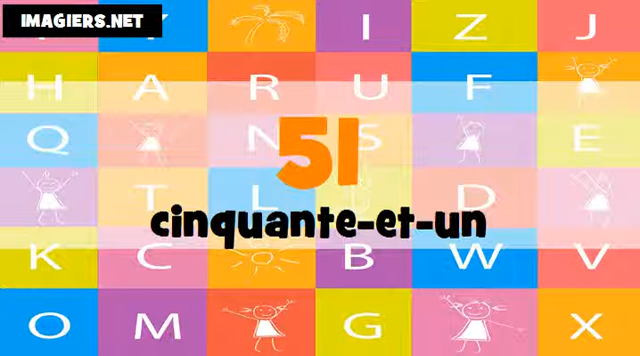 IMAGIERS.NET
I Z J
H A R U F
Q N S E
51
T L D
cinquante-et-un
K C B W V
O M G X